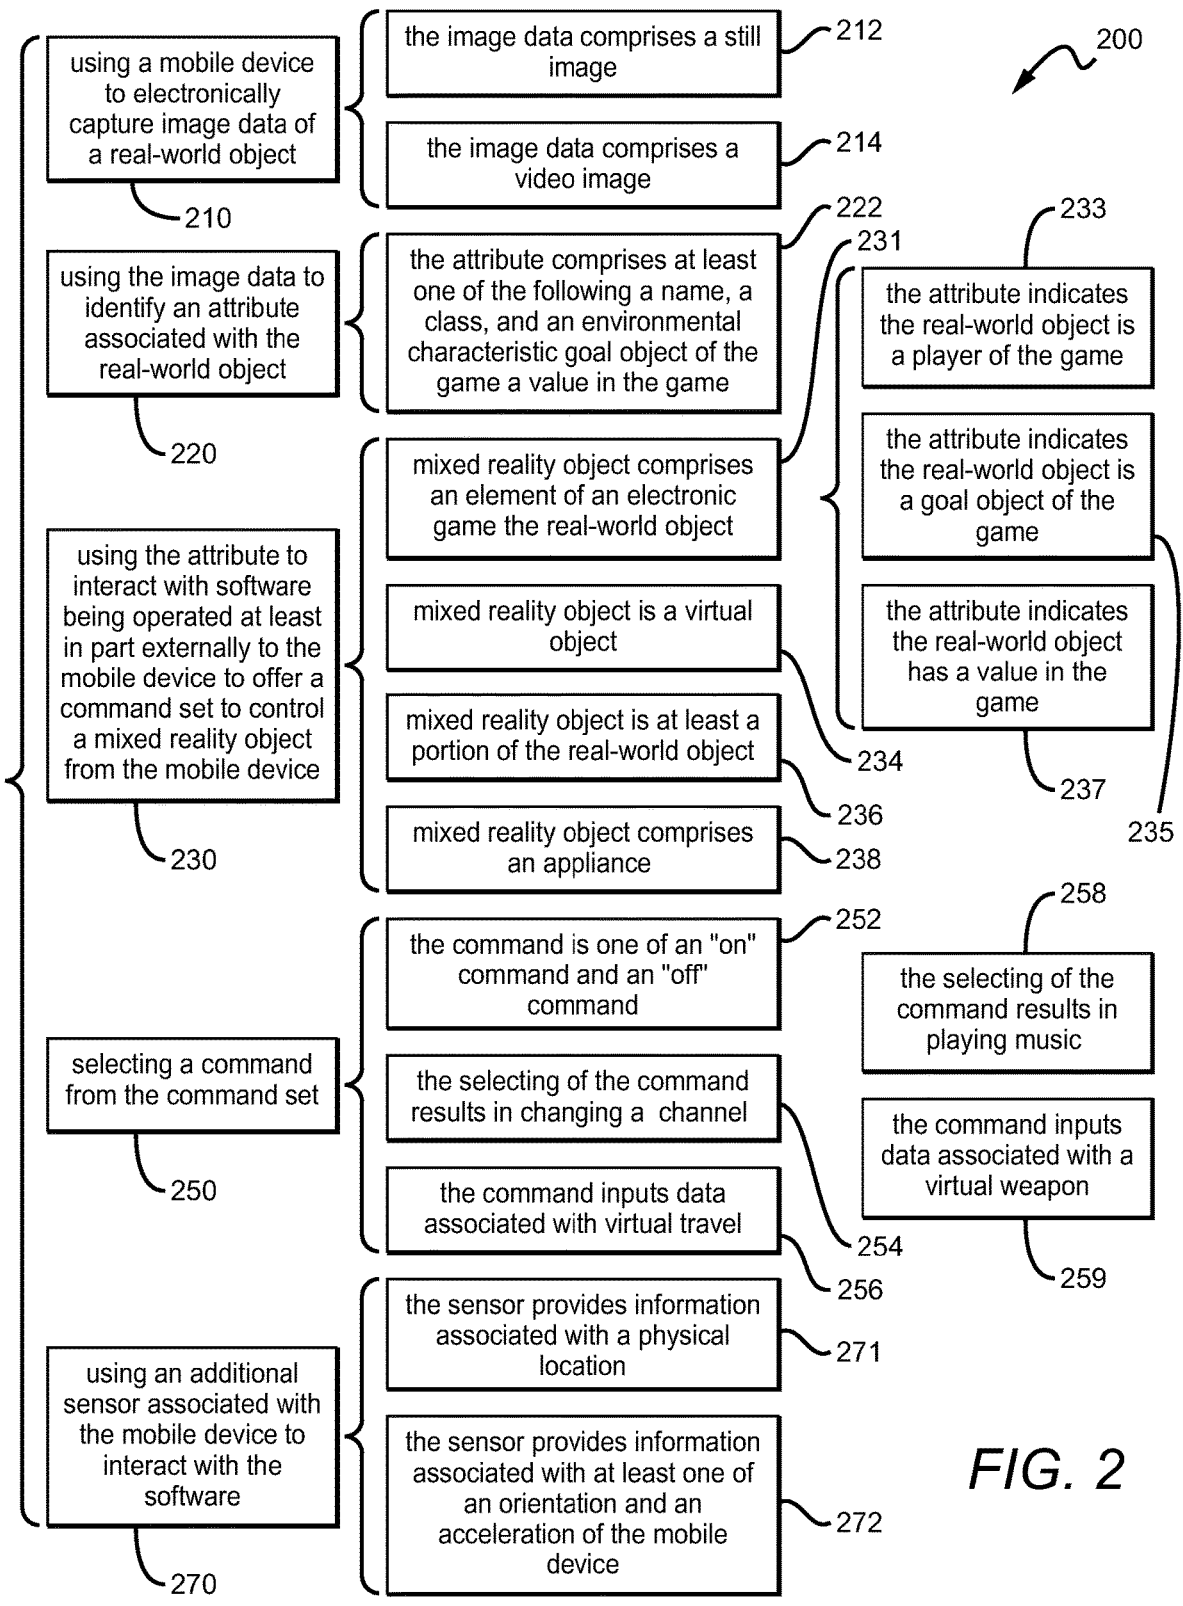 the image data comprises a still
image
212
200
using a mobile device
to electronically
capture image data of
a real-world object
210
the image data comprises a
video image
214
using the image data to
identify an attribute
associated with the
real-world object
220
the attribute comprises at least
one of the following a name, a
class, and an environmental
characteristic goal object of the
game a value in the game
222
231
233
the attribute indicates
the real-world object is
a player of the game
the attribute indicates
the real-world object is
a goal object of the
game
235
the attribute indicates
the real-world object
has a value in the
game
237
using the attribute to
interact with software
being operated at least
in part externally to the
mobile device to offer a
command set to control
a mixed reality object
from the mobile device
230
mixed reality object comprises
an element of an electronic
game the real-world object
mixed reality object is a virtual
object
234
mixed reality object is at least a
portion of the real-world object
236
mixed reality object comprises
an appliance
238
selecting a command
from the command set
250
the command is one of an "on"
command and an "off"
command
252
the selecting of the command
results in changing a channel
254
the command inputs data
associated with virtual travel
256
258
the selecting of the
command results in
playing music
the command inputs
data associated with a
virtual weapon
259
using an additional
sensor associated with
the mobile device to
interact with the
software
270
the sensor provides information
associated with a physical
location
271
the sensor provides information
associated with at least one of
an orientation and an
acceleration of the mobile
device
272
FIG. 2